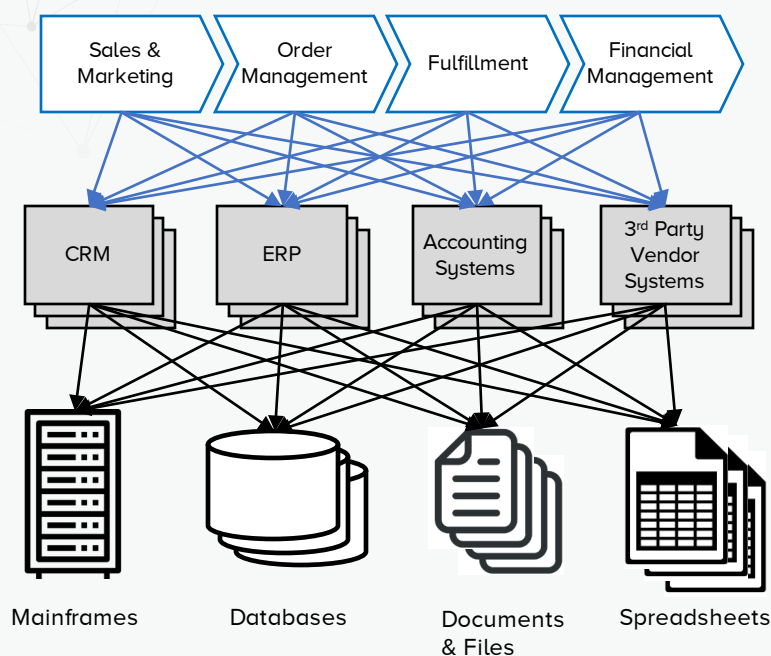 Sales &
Marketing
Order
Management
Fulfillment
Financial
Management
CRM
ERP
Accounting
Systems
3rd Party
Vendor
Systems
Mainframes
Databases
Documents
& Files
Spreadsheets